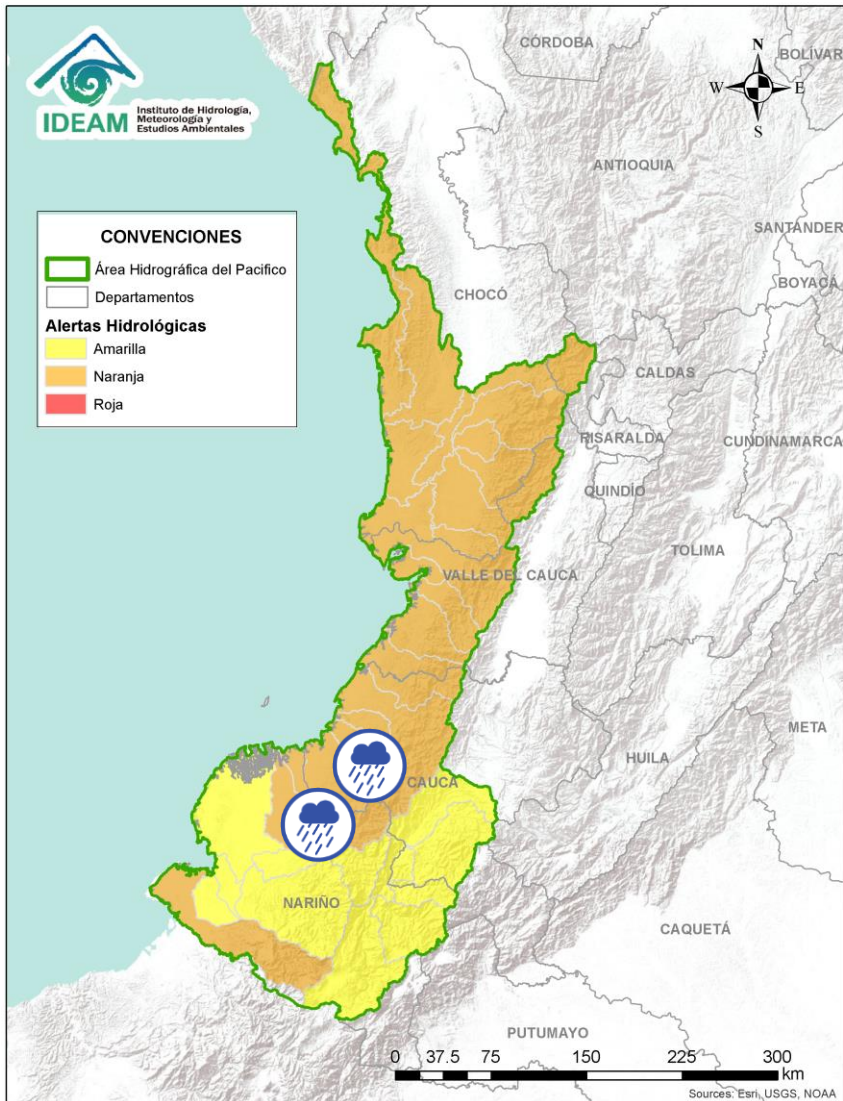 IDEAM
Instituto de Hidrología,
Meteorología y
Estudios Ambientales
CONVENCIONES
Área Hidrográfica del Pacifico
Departamentos
Alertas Hidrológicas
Amarilla
Naranja
Roja
N
W E
S
CÓRDOBA
BOLÍVAR
ANTIOQUIA
SANTANDER
BOYACÁ
CHOCÓ
CALDAS
RISARALDA
CUNDINAMARCA
QUINDÍO
TOLIMA
VALLE DEL CAUCA
META
HUILA
CAUCA
NARIÑO
CAQUETÁ
PUTUMAYO
0 37.5 75 150 225 300
km
Sources: Esri, USGS, NOAA